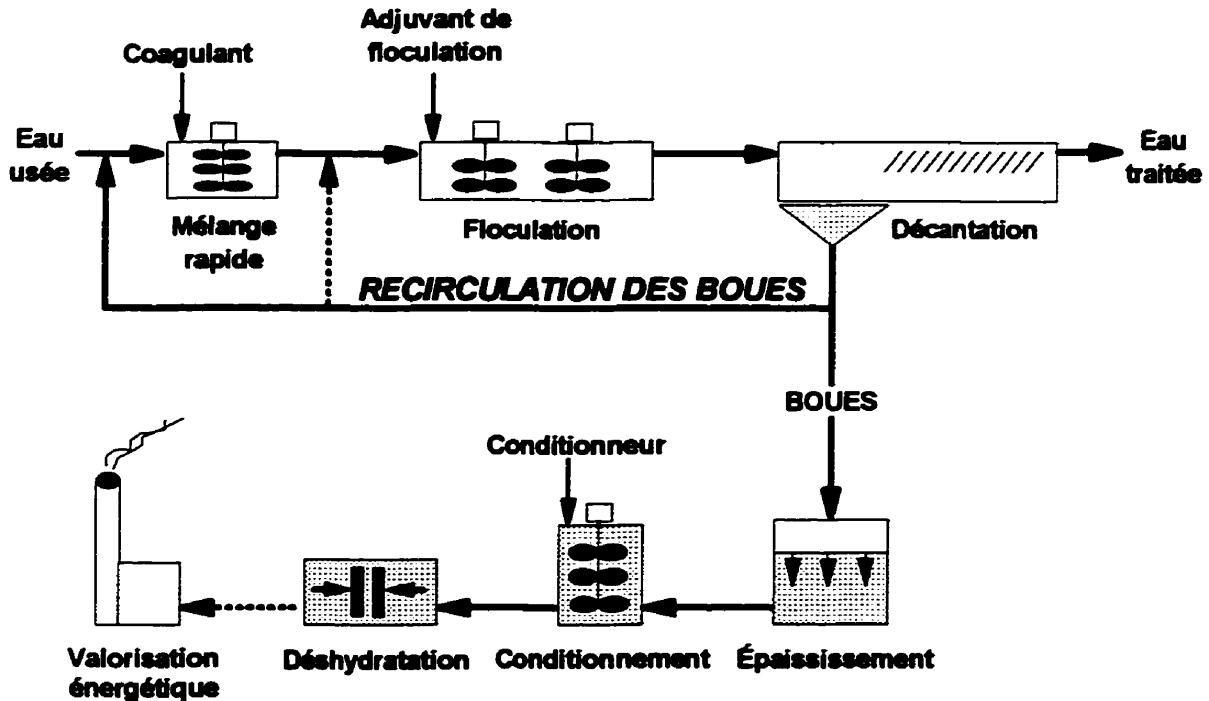 Adjuvant de
floculation
Coagulant
Eau
usée
Eau
traitée
Mélange
rapide
Floculation
Décantation
RECIRCULATION DES BOUES
BOUES
Conditionneur
Valorisation
énergétique
Déshydratation
Conditionnement
Épaississement